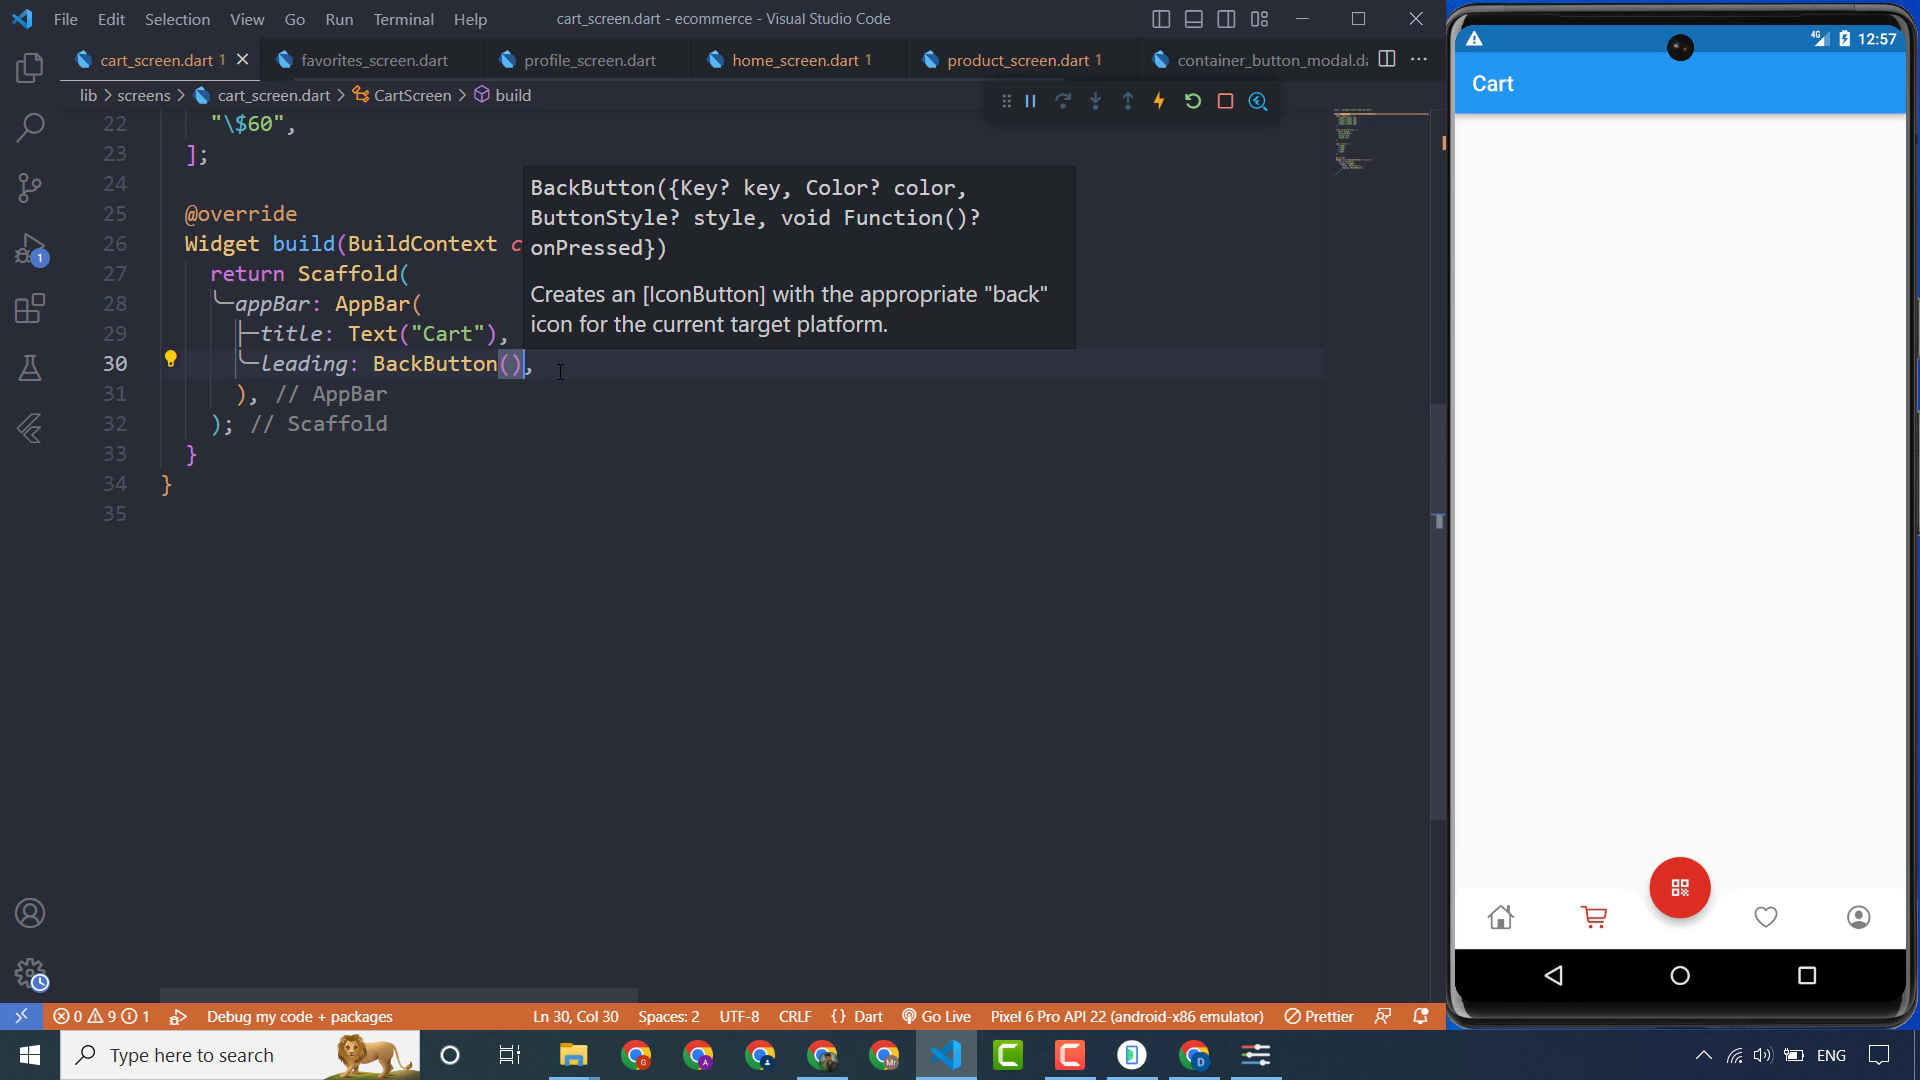 File Edit Selection View Go Run Terminal Help
cart_screen.dart - ecommerce - Visual Studio Code
cart_screen.dart 1
favorites_screen.dart
profile_screen.dart
home_screen.dart 1
product_screen.dart 1
container_button_modal.da
lib > screens > cart_screen.dart > CartScreen > build
22 "\$60",
23 ];
24
25 @override
26 Widget build(BuildContext c
27 return Scaffold(
28 appBar: AppBar(
29 title: Text("Cart"),
30 leading: BackButton(),
31 ), // AppBar
32 ); // Scaffold
33 }
34 }
35
BackButton({Key? key, Color? color,
ButtonStyle? style, void Function()?
onPressed})
Creates an [IconButton] with the appropriate "back"
icon for the current target platform.
1
4G 12:57
Cart
0 9 1 Debug my code + packages
Ln 30, Col 30 Spaces: 2 UTF-8 CRLF {} Dart Go Live Pixel 6 Pro API 22 (android-x86 emulator) Prettier
Type here to search
ENG